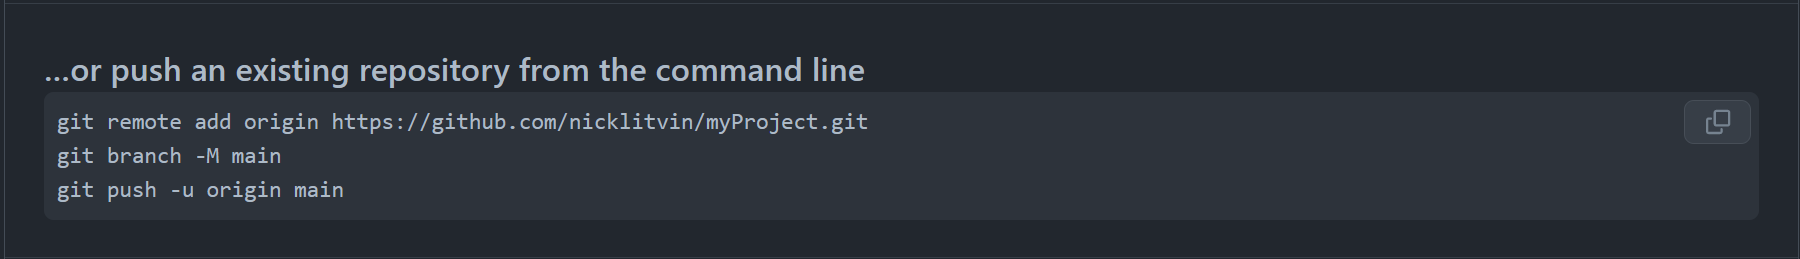 ...or push an existing repository from the command line
git remote add origin https://github.com/nicklitvin/myProject.git
git branch -M main
git push -u origin main